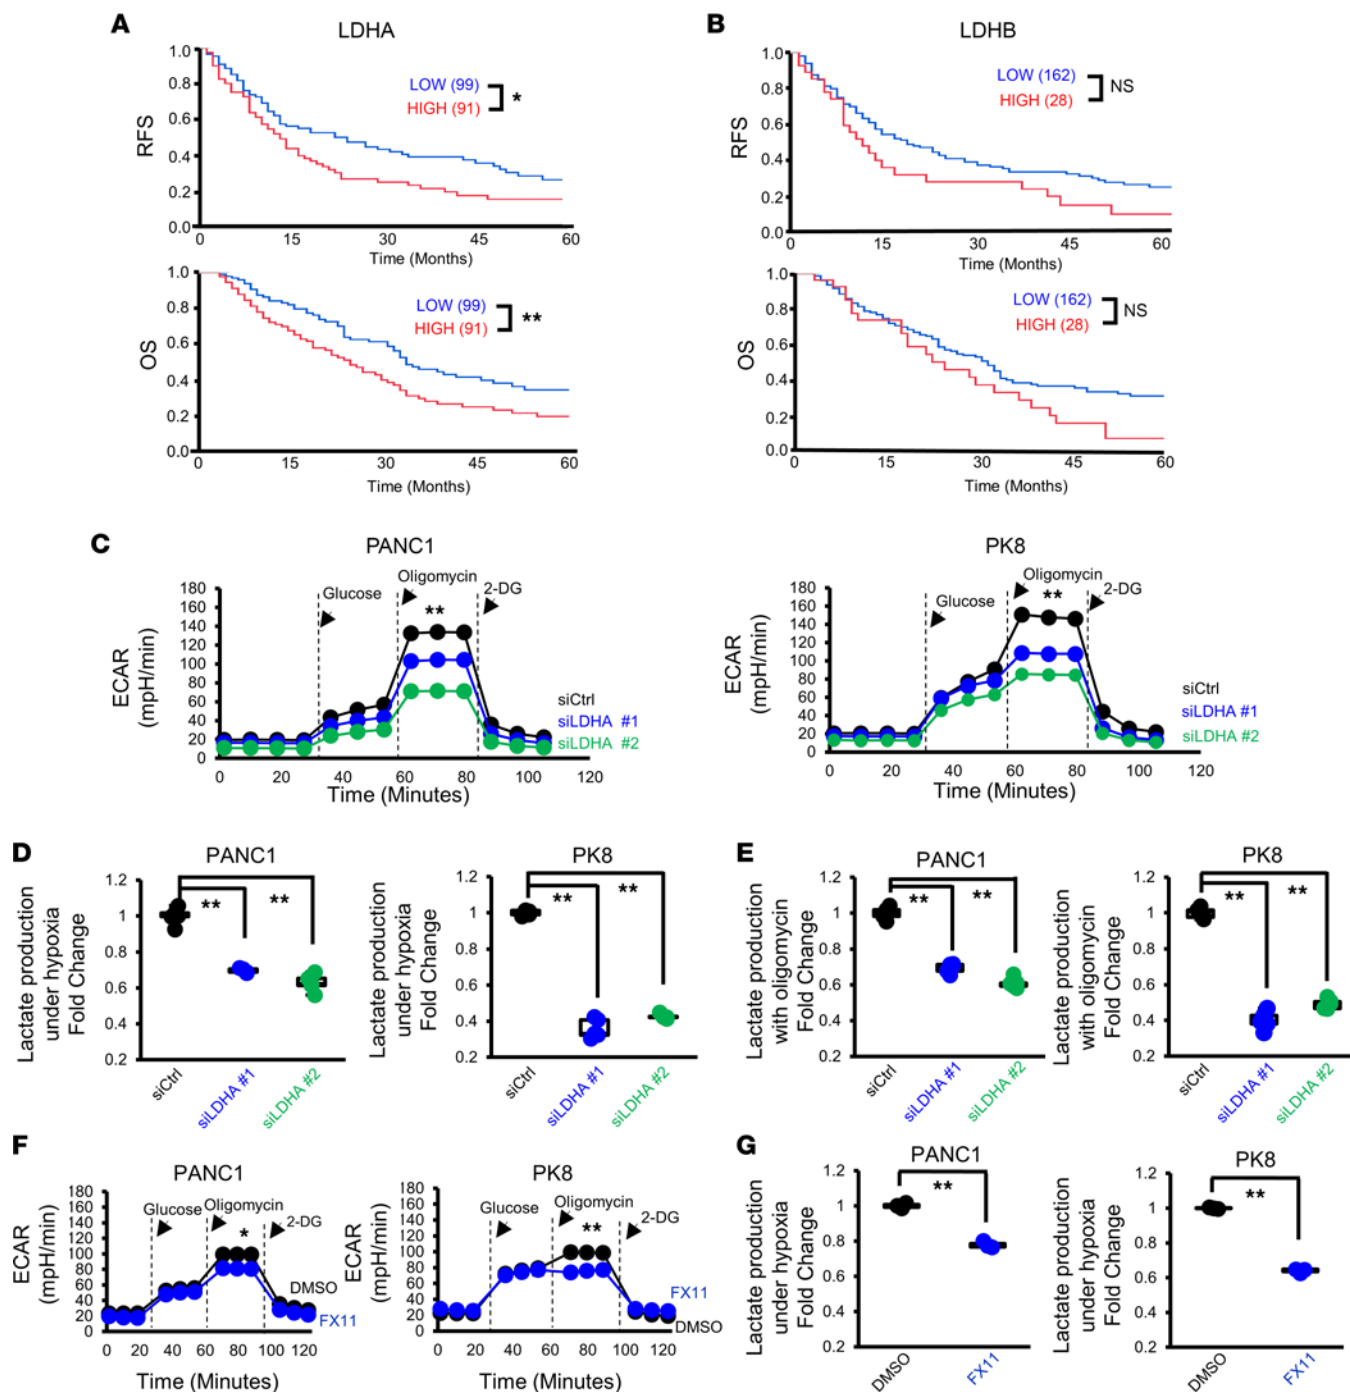 A
LDHA
RFS
1.0
0.8
0.6
0.4
0.2
0.0
LOW (99)
HIGH (91)
*
0 15 30 45 60
Time (Months)
OS
1.0
0.8
0.6
0.4
0.2
0.0
LOW (99)
HIGH (91)
**
0 15 30 45 60
Time (Months)
B
LDHB
RFS
1.0
0.8
0.6
0.4
0.2
0.0
LOW (162)
HIGH (28)
NS
0 15 30 45 60
Time (Months)
OS
1.0
0.8
0.6
0.4
0.2
0.0
LOW (162)
HIGH (28)
NS
0 15 30 45 60
Time (Months)
C
PANC1
ECAR
(mpH/min)
180
160
140
120
100
80
60
40
20
0
Glucose
Oligomycin
**
2-DG
siCtrl
siLDHA #1
siLDHA #2
0 20 40 60 80 100 120
Time (Minutes)
PK8
ECAR
(mpH/min)
180
160
140
120
100
80
60
40
20
0
Glucose
Oligomycin
**
2-DG
siCtrl
siLDHA #1
siLDHA #2
0 20 40 60 80 100 120
Time (Minutes)
D
PANC1
Lactate production
under hypoxia
Fold Change
1.2
1
0.8
0.6
0.4
0.2
**
**
siCtrl
siLDHA #1
siLDHA #2
PK8
Lactate production
under hypoxia
Fold Change
1.2
1
0.8
0.6
0.4
0.2
**
**
siCtrl
siLDHA #1
siLDHA #2
E
PANC1
Lactate production
with oligomycin
Fold Change
1.2
1
0.8
0.6
0.4
0.2
**
**
siCtrl
siLDHA #1
siLDHA #2
PK8
Lactate production
with oligomycin
Fold Change
1.2
1
0.8
0.6
0.4
0.2
**
**
siCtrl
siLDHA #1
siLDHA #2
F
PANC1
ECAR
(mpH/min)
180
160
140
120
100
80
60
40
20
0
Glucose
Oligomycin
*
2-DG
DMSO
FX11
0 20 40 60 80 100 120
Time (Minutes)
PK8
ECAR
(mpH/min)
180
160
140
120
100
80
60
40
20
0
Glucose
Oligomycin
**
2-DG
FX11
DMSO
0 20 40 60 80 100 120
Time (Minutes)
G
PANC1
Lactate production
under hypoxia
Fold Change
1.2
1
0.8
0.6
0.4
0.2
**
DMSO
FX11
PK8
Lactate production
under hypoxia
Fold Change
1.2
1
0.8
0.6
0.4
0.2
**
DMSO
FX11